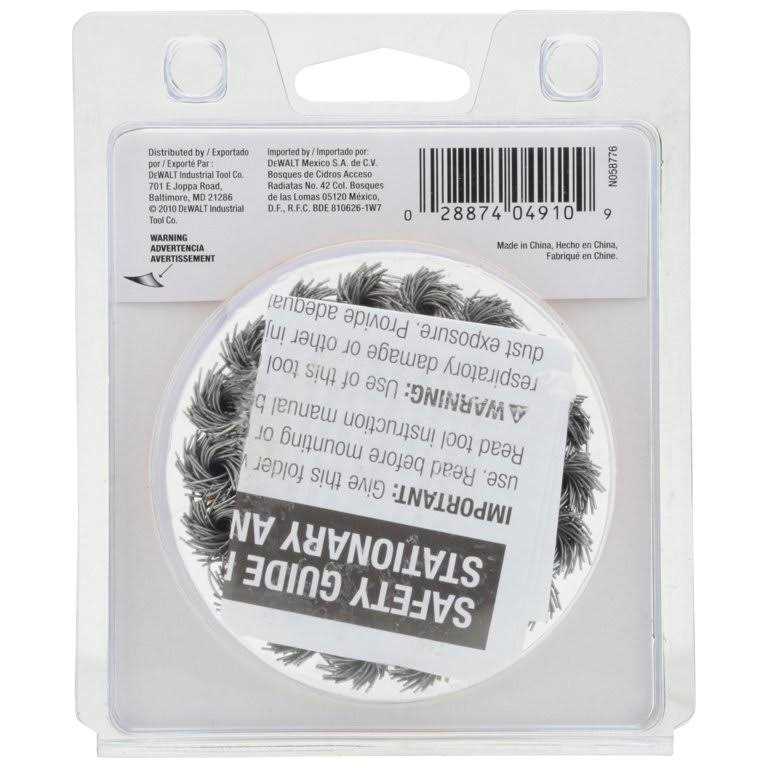 Distributed by / Exportado
por / Exporté Par :
DEWALT Industrial Tool Co.
701 E Joppa Road,
Baltimore, MD 21286
© 2010 DEWALT Industrial
Tool Co.
WARNING
ADVERTENCIA
AVERTISSEMENT
Imported by / Importado por:
DEWALT Mexico S.A. de C.V.
Bosques de Cidros Acceso
Radiatas No. 42 Col. Bosques
de las Lomas 05120 México,
D.F., R.F.C. BDE 810626-1W7
0 28874 04910 9
N058776
Made in China, Hecho en China,
Fabriqué en Chine.
SAFETY GUIDE
STATIONARY AN
IMPORTANT: Give this folder
use. Read before mounting or
Read tool instruction manual b
⚠WARNING: Use of this tool
respiratory damage or other inj
dust exposure. Provide adequat